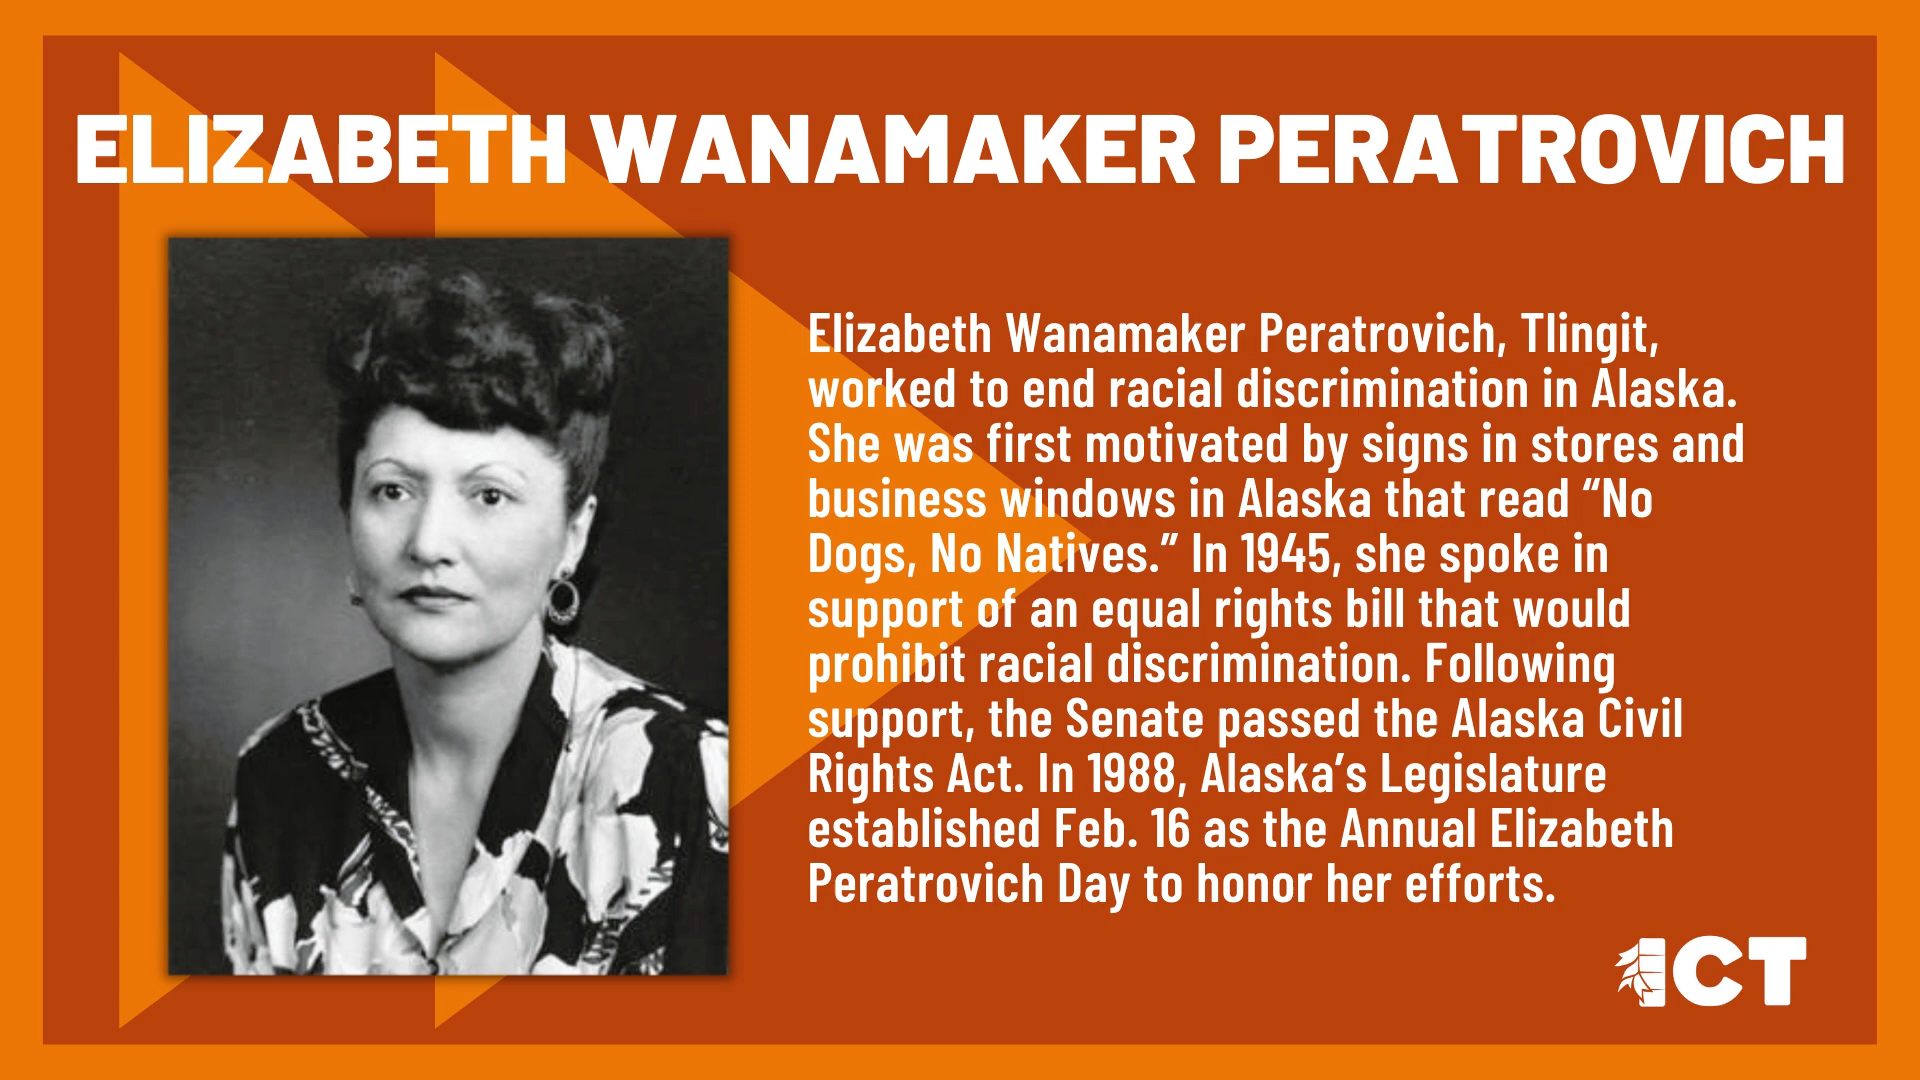 ELIZABETH WANAMAKER PERATROVICH
Elizabeth Wanamaker Peratrovich, Tlingit,
worked to end racial discrimination in Alaska.
She was first motivated by signs in stores and
business windows in Alaska that read “No
Dogs, No Natives.” In 1945, she spoke in
support of an equal rights bill that would
prohibit racial discrimination. Following
support, the Senate passed the Alaska Civil
Rights Act. In 1988, Alaska’s Legislature
established Feb. 16 as the Annual Elizabeth
Peratrovich Day to honor her efforts.
ICT